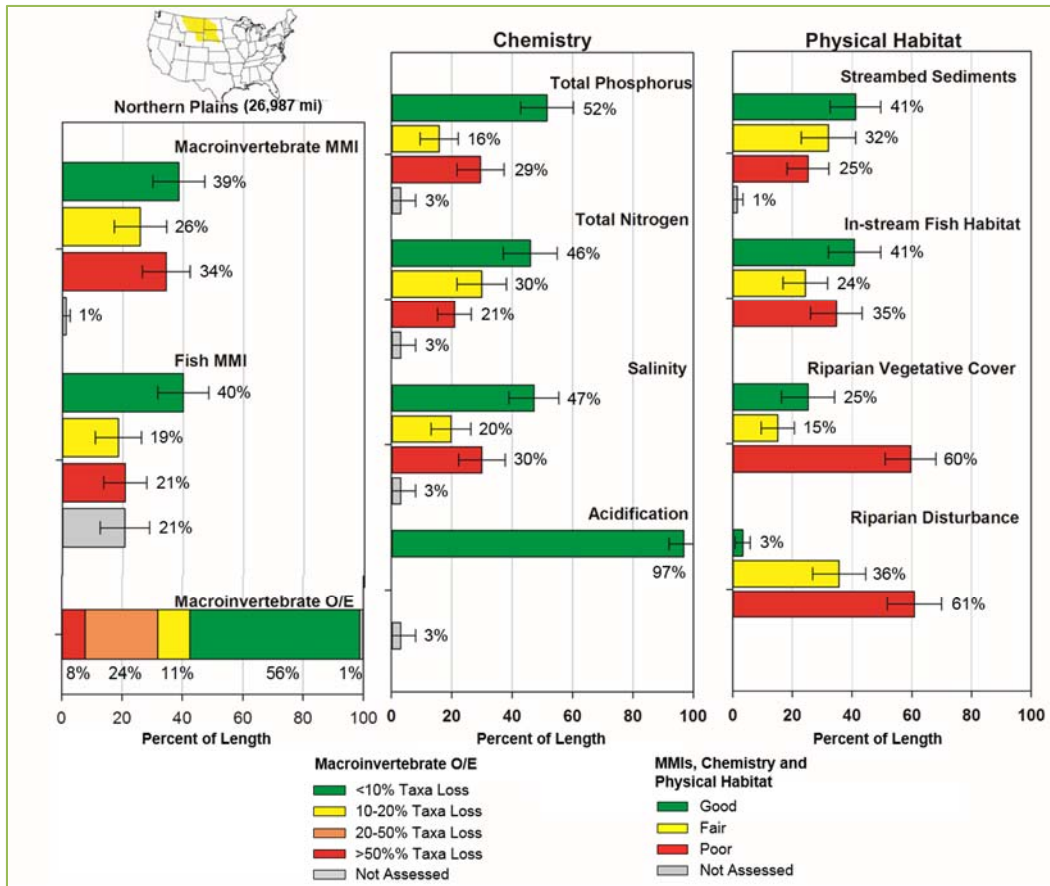 Northern Plains (26,987 mi)
Macroinvertebrate MMI
39%
26%
34%
1%
Fish MMI
40%
19%
21%
21%
Macroinvertebrate O/E
8% 24% 11% 56% 1%
0 20 40 60 80 100
Percent of Length
Chemistry
Total Phosphorus
52%
16%
29%
3%
Total Nitrogen
46%
30%
21%
3%
Salinity
47%
20%
30%
3%
Acidification
97%
3%
0 20 40 60 80 100
Percent of Length
Physical Habitat
Streambed Sediments
41%
32%
25%
1%
In-stream Fish Habitat
41%
24%
35%
Riparian Vegetative Cover
25%
15%
60%
Riparian Disturbance
3%
36%
61%
0 20 40 60 80 100
Percent of Length
Macroinvertebrate O/E
<10% Taxa Loss
10-20% Taxa Loss
20-50% Taxa Loss
>50%% Taxa Loss
Not Assessed
MMIs, Chemistry and
Physical Habitat
Good
Fair
Poor
Not Assessed